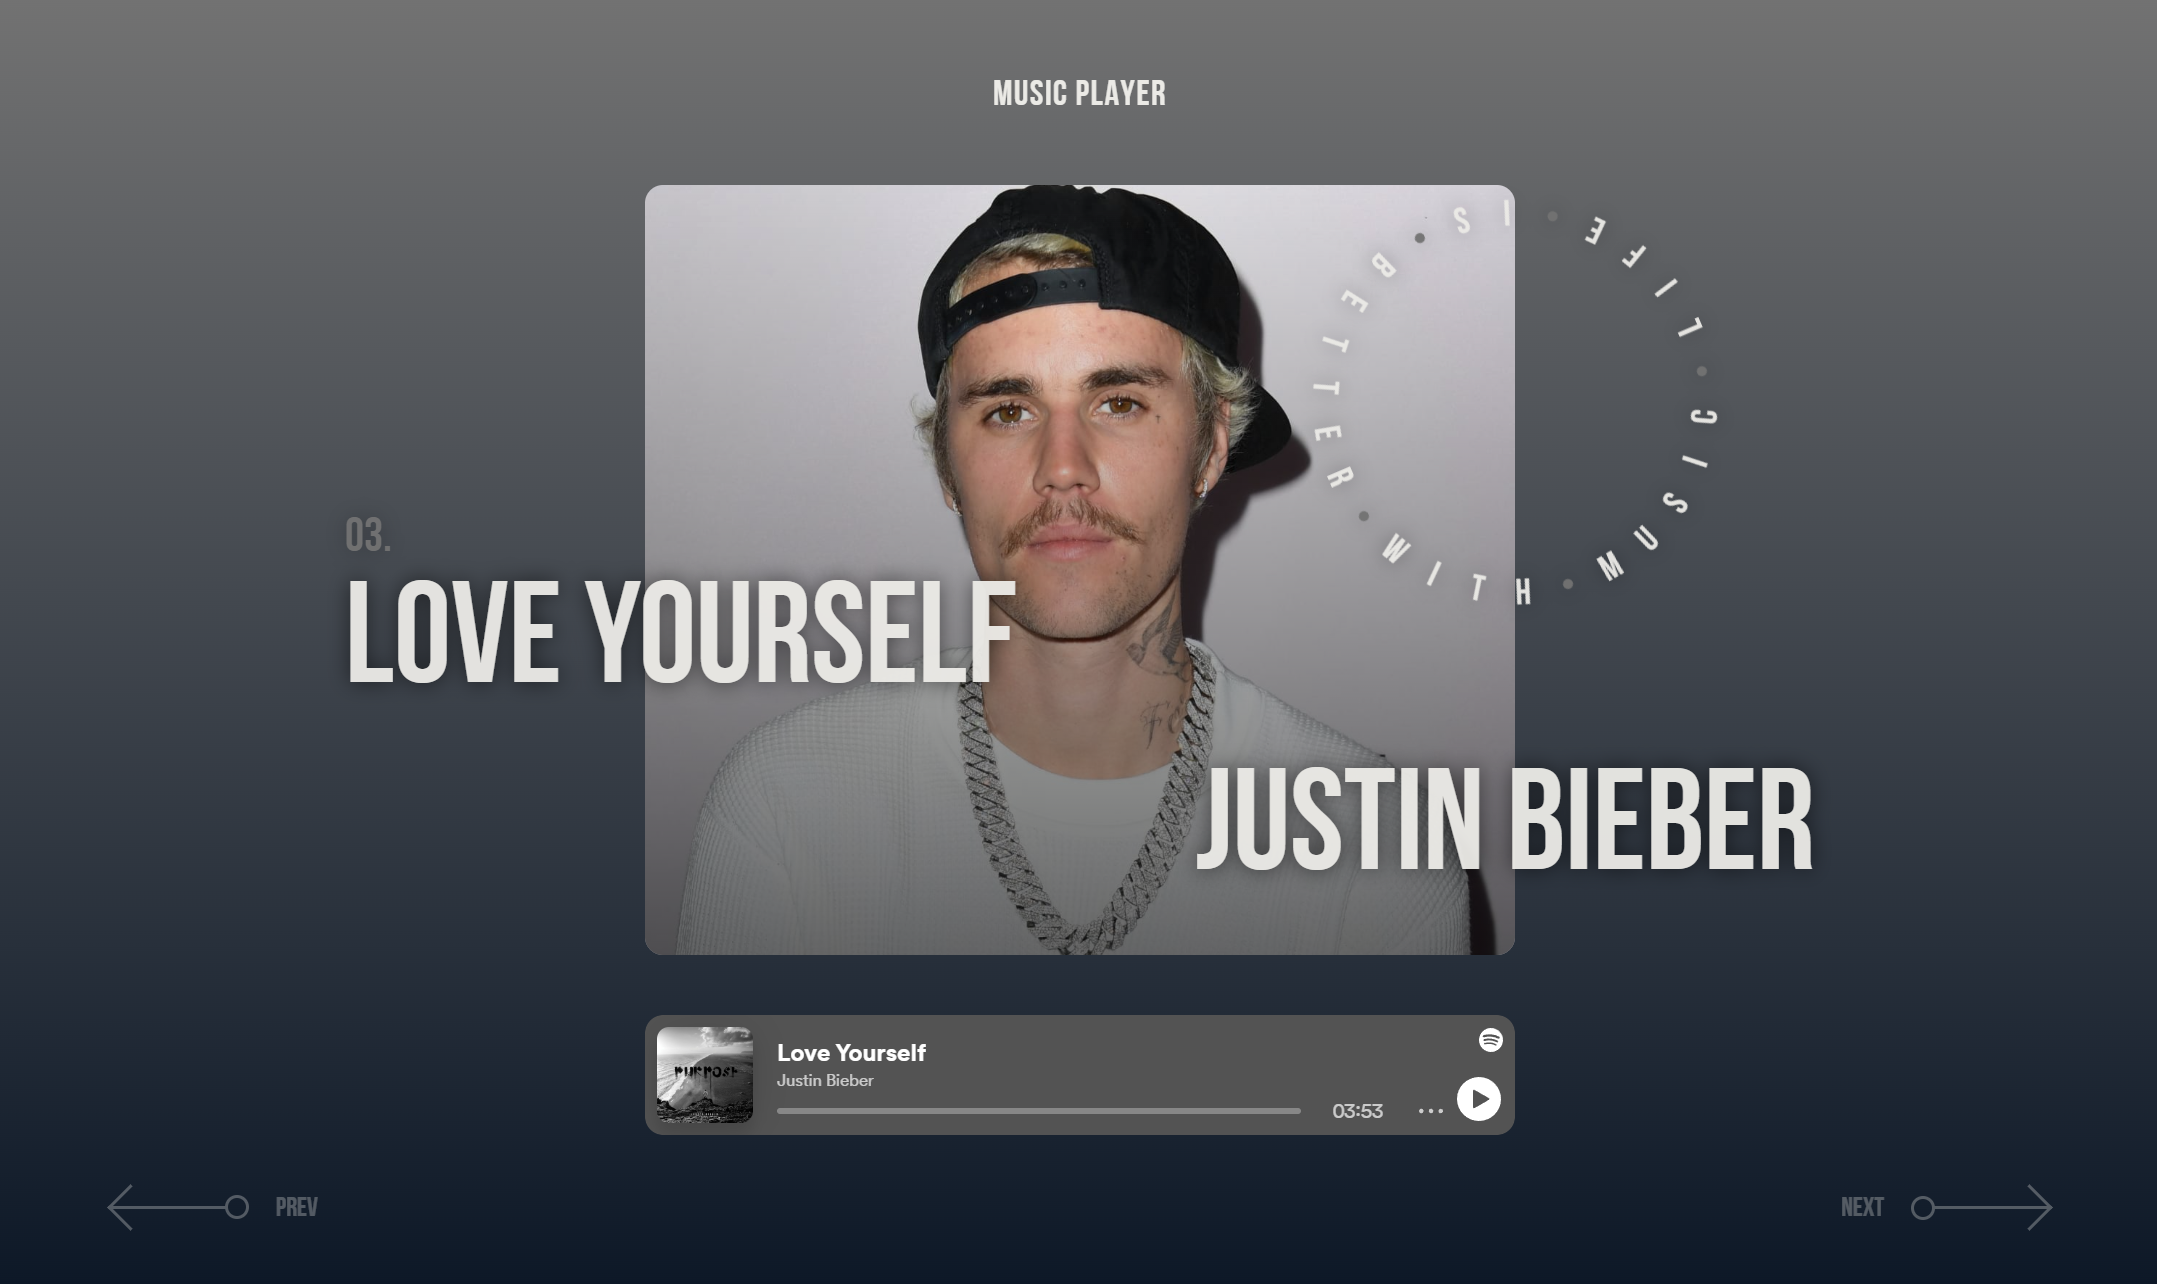 MUSIC PLAYER
LIFE • IS • BETTER • WITH • MUSIC •
03.
LOVE YOURSELF
JUSTIN BIEBER
PURPOSE
Love Yourself
Justin Bieber
03:53
PREV
NEXT